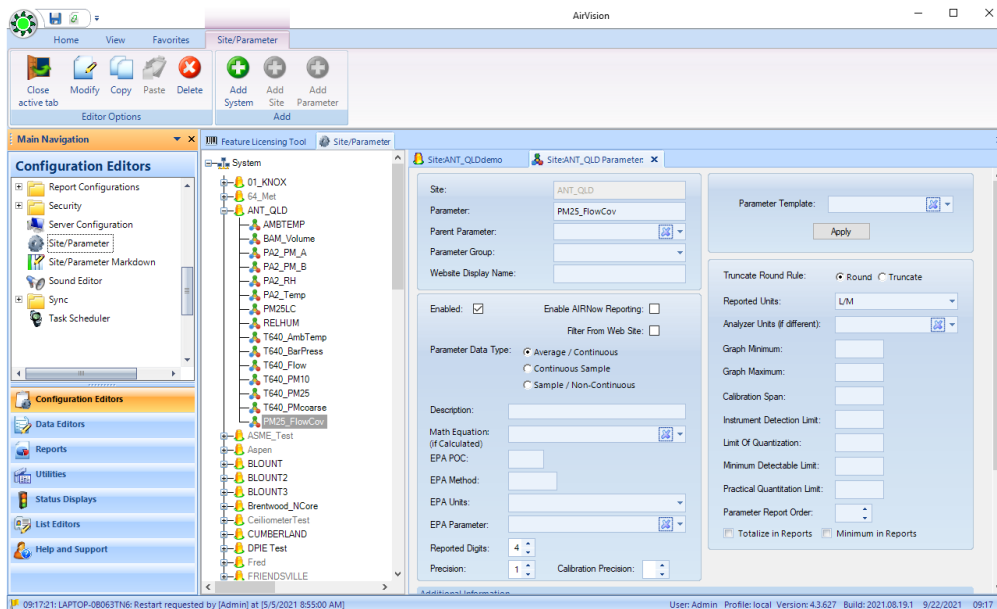 AirVision
Home View Favorites Site/Parameter
Close active tab Modify Copy Paste Delete Add System Add Site Add Parameter
Editor Options Add
Main Navigation
Configuration Editors
Report Configurations
Security
Server Configuration
Site/Parameter
Site/Parameter Markdown
Sound Editor
Sync
Task Scheduler
Configuration Editors
Data Editors
Reports
Utilities
Status Displays
List Editors
Help and Support
Feature Licensing Tool Site/Parameter
System
01_KNOX
64_Met
ANT_QLD
AMBTEMP
BAM_Volume
PA2_PM_A
PA2_PM_B
PA2_RH
PA2_Temp
PM25LC
RELHUM
T640_AmbTemp
T640_BarPress
T640_Flow
T640_PM10
T640_PM25
T640_PMcoarse
PM25_FlowCov
ASME_Test
Aspen
BLOUNT
BLOUNT2
BLOUNT3
Brentwood_NCore
CeiliometerTest
CUMBERLAND
DPIE Test
Fred
FRIENDSVILLE
Site:ANT_QLDdemo Site:ANT_QLD Parameter:
Site: ANT_QLD
Parameter: PM25_FlowCov
Parent Parameter:
Parameter Group:
Website Display Name:
Enabled: Enable AIRNow Reporting:
Filter From Web Site:
Parameter Data Type: Average / Continuous
Continuous Sample
Sample / Non-Continuous
Description:
Math Equation:
(if Calculated)
EPA POC:
EPA Method:
EPA Units:
EPA Parameter:
Reported Digits: 4
Precision: 1 Calibration Precision:
Additional Information
Parameter Template:
Apply
Truncate Round Rule: Round Truncate
Reported Units: L/M
Analyzer Units (if different):
Graph Minimum:
Graph Maximum:
Calibration Span:
Instrument Detection Limit:
Limit Of Quantization:
Minimum Detectable Limit:
Practical Quantitation Limit:
Parameter Report Order:
Totalize in Reports Minimum in Reports
09:17:21: LAPTOP-0B063TN6: Restart requested by [Admin] at [5/5/2021 8:55:00 AM] User: Admin Profile: local Version: 4.3.627 Build: 2021.08.19.1 9/22/2021 09:17